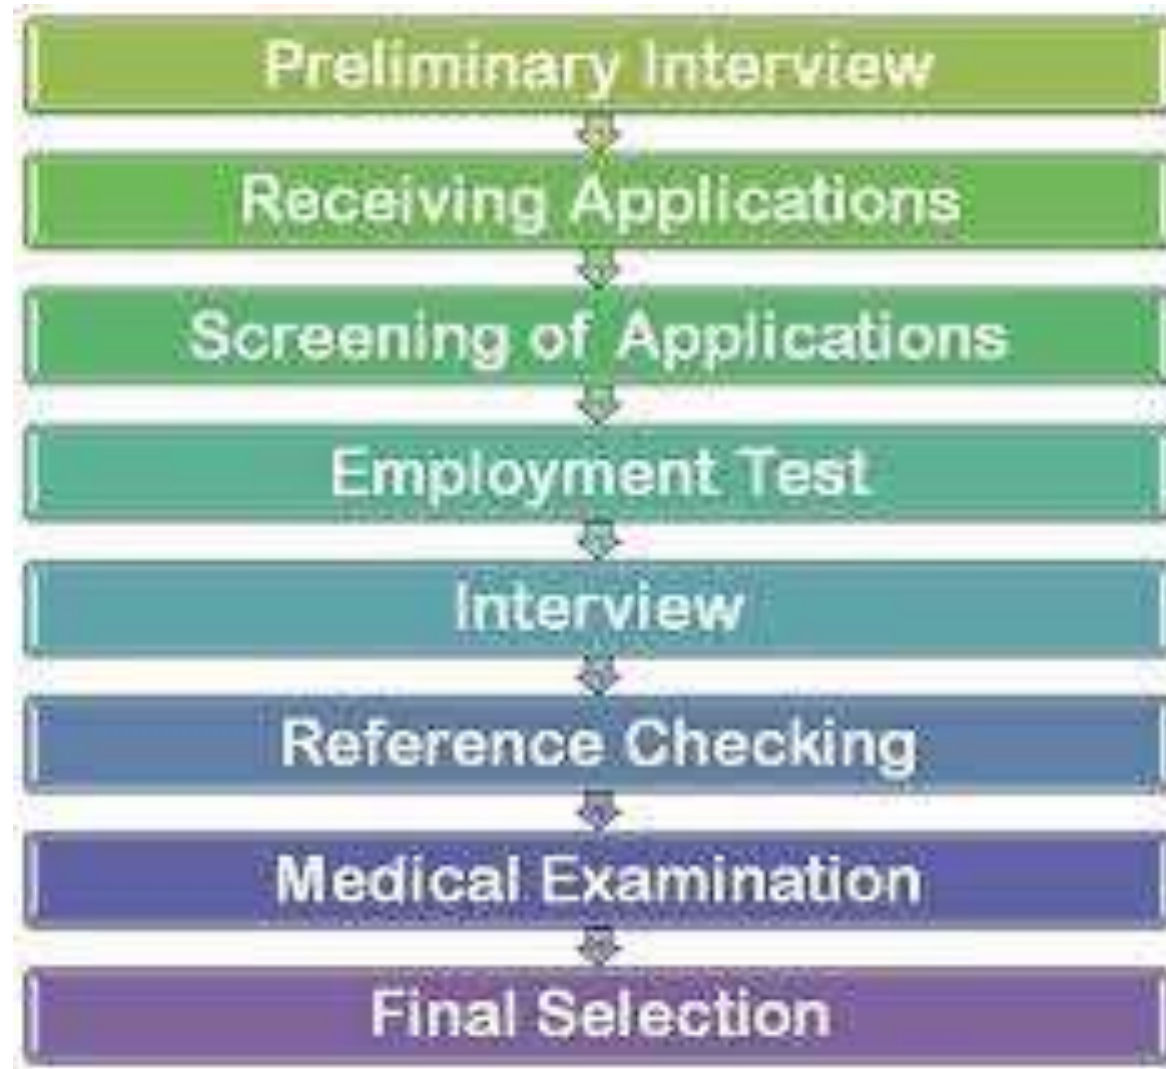 Preliminary Interview
Receiving Applications
Screening of Applications
Employment Test
Interview
Reference Checking
Medical Examination
Final Selection